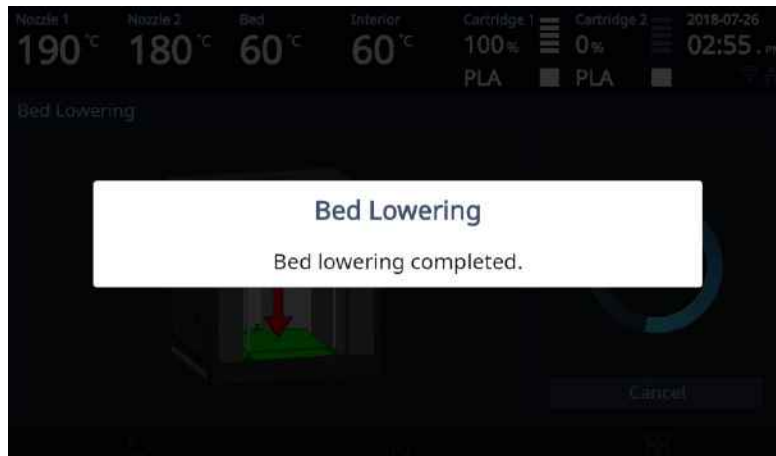 Nozzle 1
190 °C
Nozzle 2
180 °C
Bed
60 °C
Interior
60 °C
Cartridge 1
100 %
PLA
Cartridge 2
0 %
PLA
2018-07-26
02:55
Bed Lowering
Bed Lowering
Bed lowering completed.
Cancel